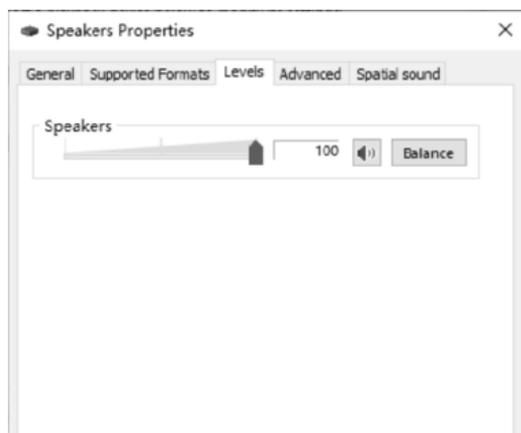 Speakers Properties
General Supported Formats Levels Advanced Spatial sound
Speakers
100 Balance